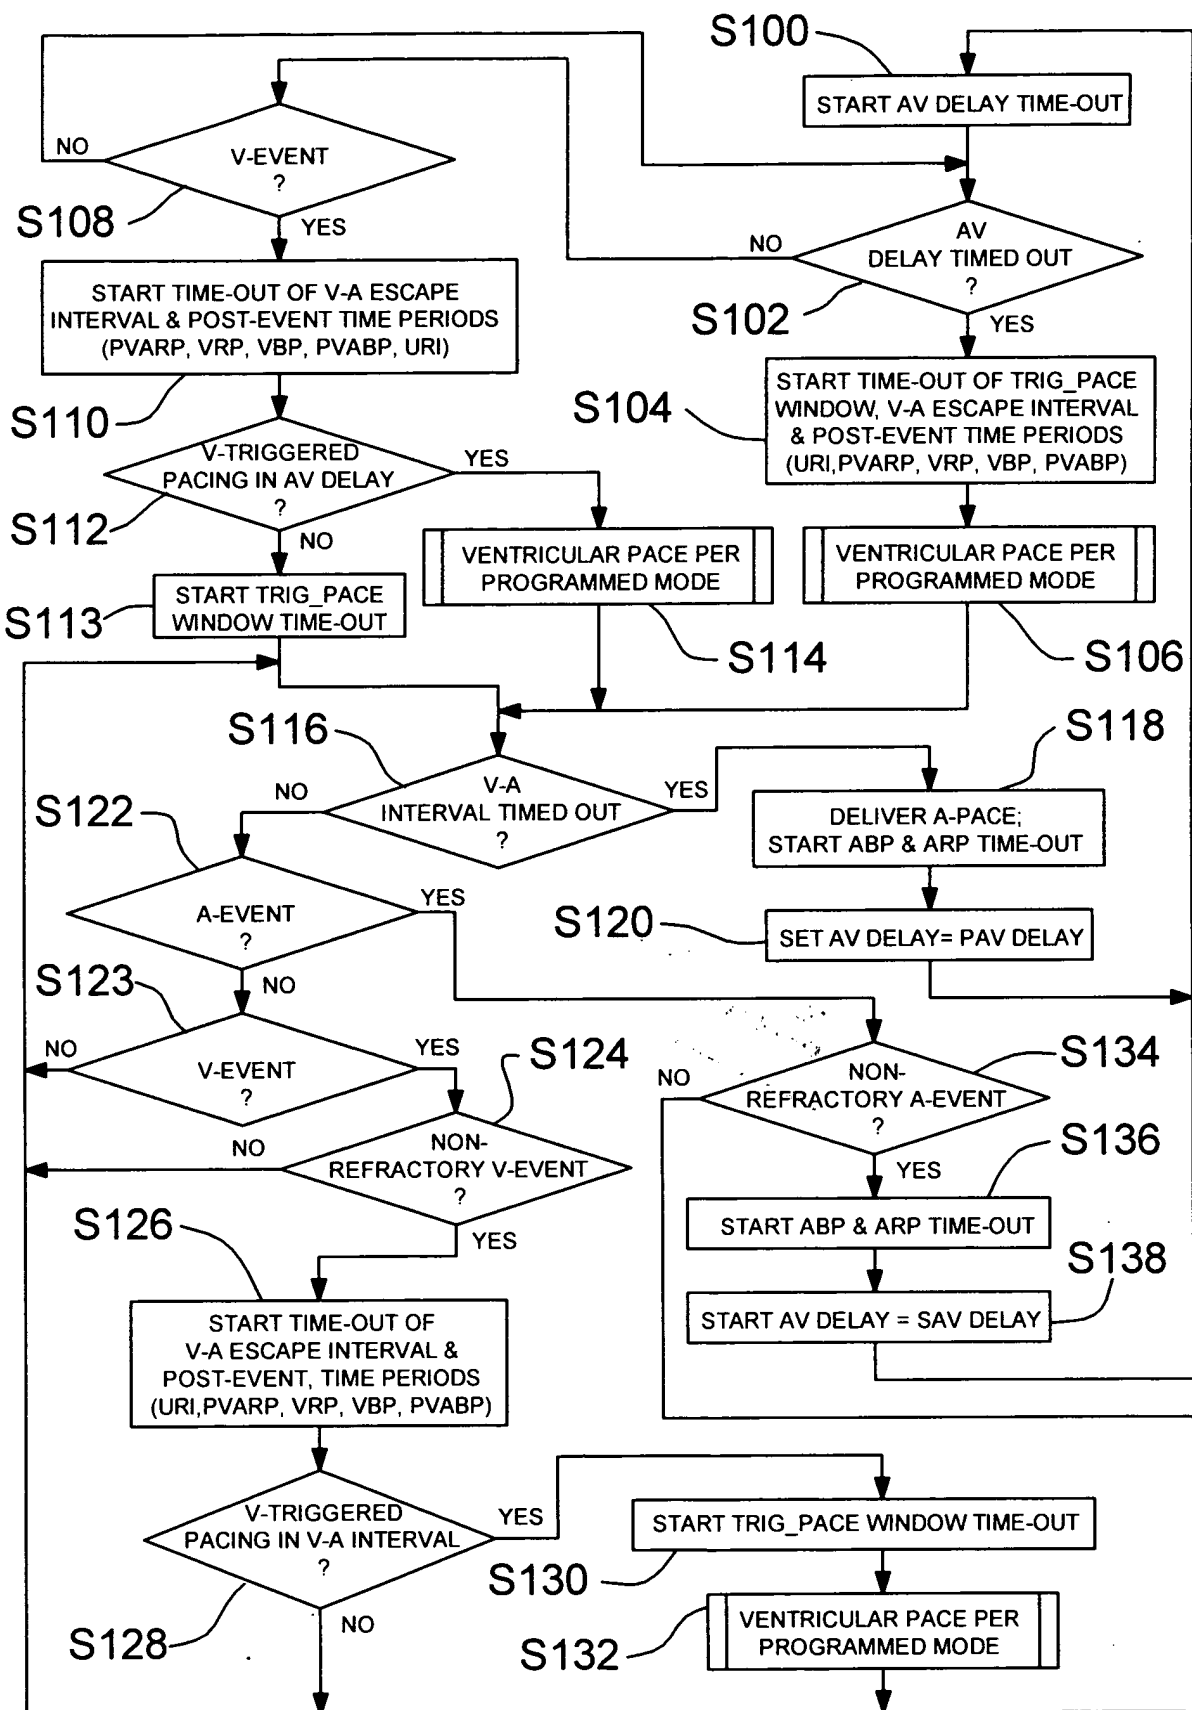 S100
START AV DELAY TIME-OUT
NO
V-EVENT
?
S108
YES
NO
AV
DELAY TIMED OUT
?
S102
YES
START TIME-OUT OF V-A ESCAPE
INTERVAL & POST-EVENT TIME PERIODS
(PVARP, VRP, VBP, PVABP, URI)
S110
S104
START TIME-OUT OF TRIG_PACE
WINDOW, V-A ESCAPE INTERVAL
& POST-EVENT TIME PERIODS
(URI,PVARP, VRP, VBP, PVABP)
V-TRIGGERED
PACING IN AV DELAY
?
YES
S112
NO
VENTRICULAR PACE PER
PROGRAMMED MODE
VENTRICULAR PACE PER
PROGRAMMED MODE
S113
START TRIG_PACE
WINDOW TIME-OUT
S114
S106
S116
S118
NO
V-A
INTERVAL TIMED OUT
?
YES
S122
DELIVER A-PACE;
START ABP & ARP TIME-OUT
A-EVENT
?
YES
S120
SET AV DELAY= PAV DELAY
NO
S123
NO
V-EVENT
?
YES
S124
NO
NON-
REFRACTORY A-EVENT
?
S134
NO
NON-
REFRACTORY V-EVENT
?
YES
S136
START ABP & ARP TIME-OUT
S126
YES
S138
START AV DELAY = SAV DELAY
START TIME-OUT OF
V-A ESCAPE INTERVAL &
POST-EVENT, TIME PERIODS
(URI,PVARP, VRP, VBP, PVABP)
V-TRIGGERED
PACING IN V-A INTERVAL
?
YES
START TRIG_PACE WINDOW TIME-OUT
S130
S128
NO
S132
VENTRICULAR PACE PER
PROGRAMMED MODE